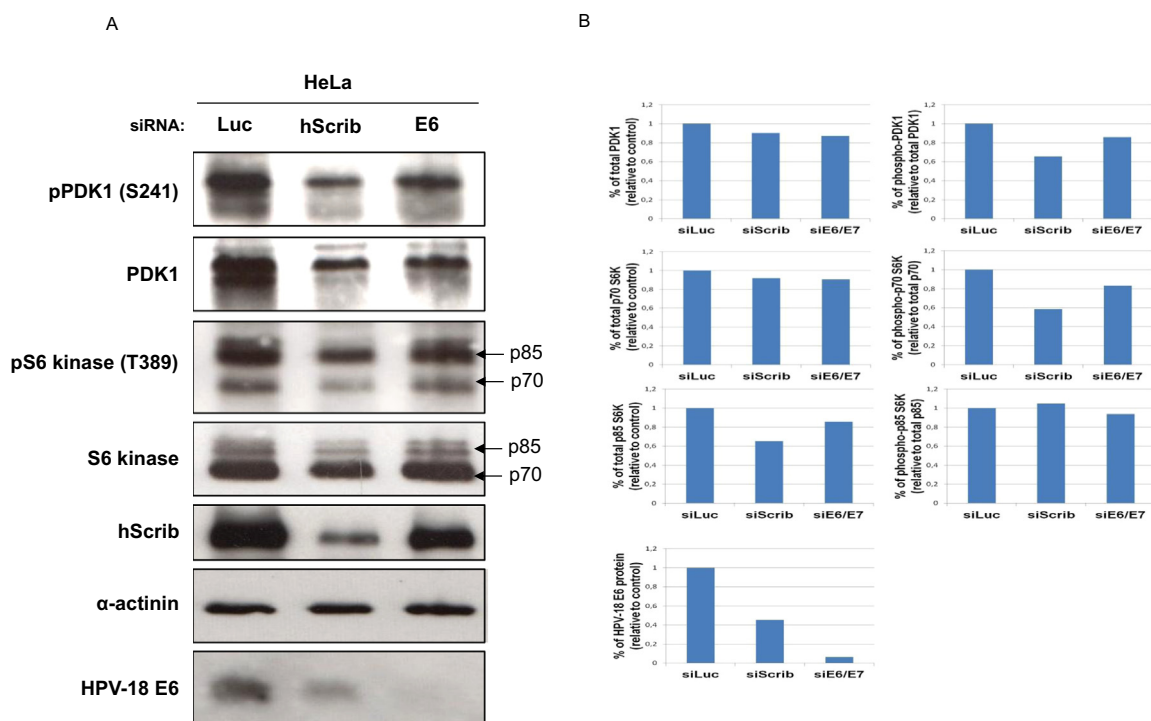 A
B
HeLa
siRNA: Luc hScrib E6
pPDK1 (S241)
PDK1
pS6 kinase (T389)
p85
p70
S6 kinase
p85
p70
hScrib
α-actinin
HPV-18 E6
% of total PDK1
(relative to control)
1,2
1
0,8
0,6
0,4
0,2
0
siLuc siScrib siE6/E7
% of phospho-PDK1
(relative to total PDK1)
1,2
1
0,8
0,6
0,4
0,2
0
siLuc siScrib siE6/E7
% of total p70 S6K
(relative to control)
1,2
1
0,8
0,6
0,4
0,2
0
siLuc siScrib siE6/E7
% of phospho-p70 S6K
(relative to total p70)
1,2
1
0,8
0,6
0,4
0,2
0
siLuc siScrib siE6/E7
% of total p85 S6K
(relative to control)
1,2
1
0,8
0,6
0,4
0,2
0
siLuc siScrib siE6/E7
% of phospho-p85 S6K
(relative to total p85)
1,2
1
0,8
0,6
0,4
0,2
0
siLuc siScrib siE6/E7
% of HPV-18 E6 protein
(relative to control)
1,2
1
0,8
0,6
0,4
0,2
0
siLuc siScrib siE6/E7